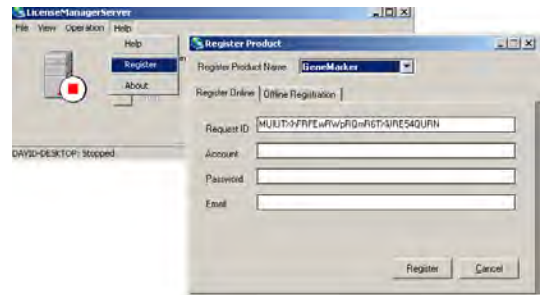 LicenseManagerServer
File View Operation Help
Help
Register
About
DAVID-DESKTOP: Stopped
Register Product
Register Product Name GeneMarker
Register Online Offline Registration
Request ID
Account
Password
Email
Register Cancel